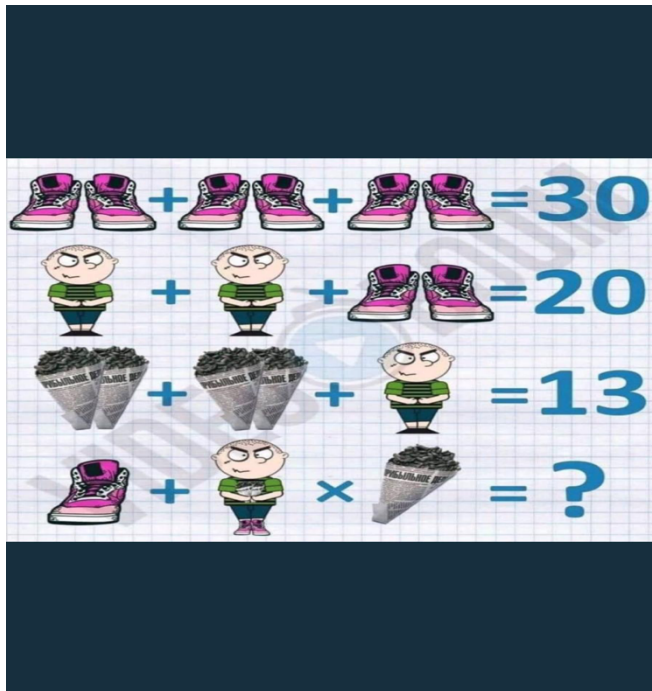 + + =30
+ + =20
+ + =13
+ × =?